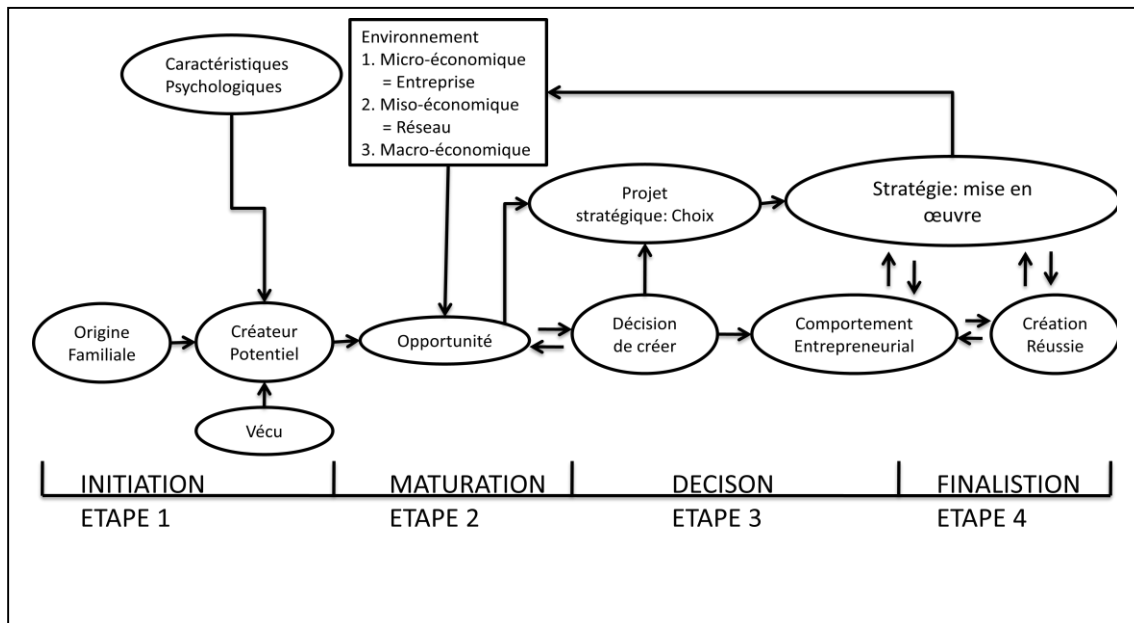 Caractéristiques
Psychologiques
Environnement
1. Micro-économique
= Entreprise
2. Miso-économique
= Réseau
3. Macro-économique
Projet
stratégique: Choix
Stratégie: mise en
œuvre
Origine
Familiale
Créateur
Potentiel
Opportunité
Décision
de créer
Comportement
Entrepreneurial
Création
Réussie
Vécu
INITIATION
MATURATION
DECISON
FINALISTION
ETAPE 1
ETAPE 2
ETAPE 3
ETAPE 4